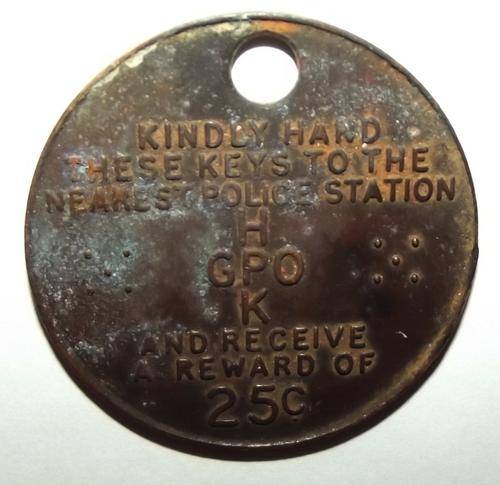 KINDLY HAND
THESE KEYS TO THE
NEAREST POLICE STATION
H
GPO
K
AND RECEIVE
A REWARD OF
25C